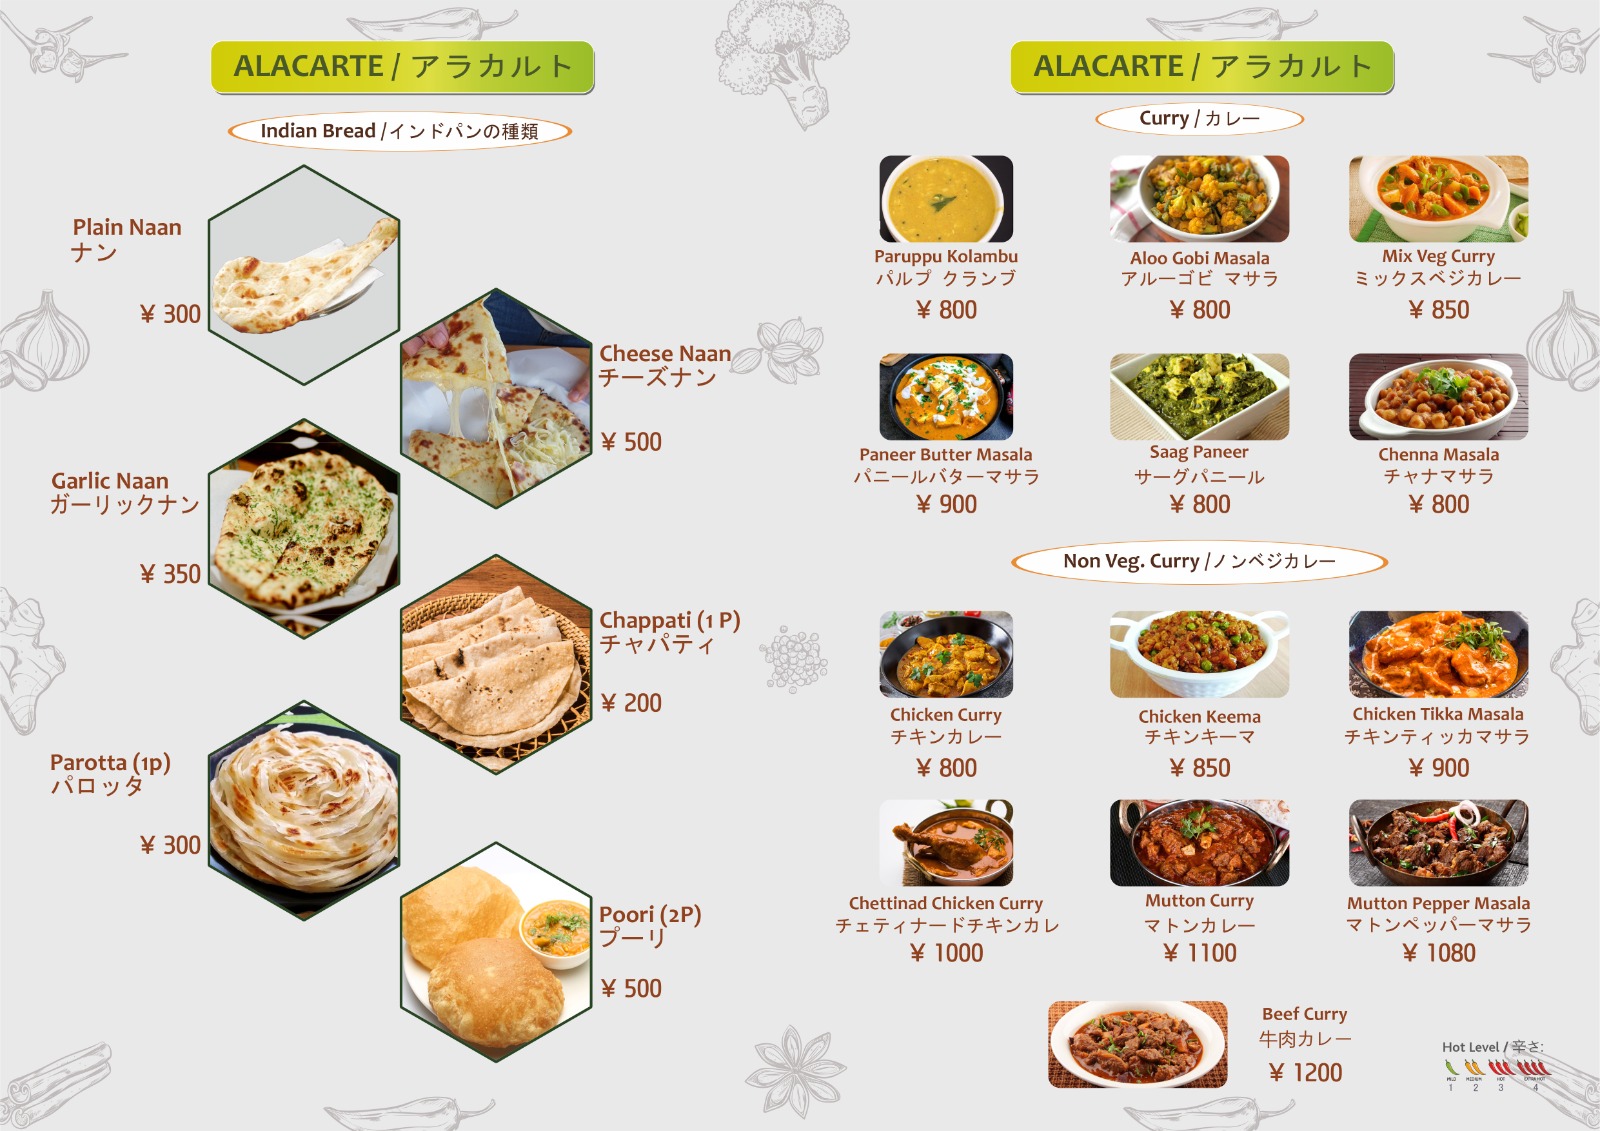 ALACARTE / アラカルト
Indian Bread /インドパンの種類
Plain Naan
ナン
¥ 300
Cheese Naan
チーズナン
¥ 500
Garlic Naan
ガーリックナン
¥ 350
Chappati (1 P)
チャパティ
¥ 200
Parotta (1p)
パロッタ
¥ 300
Poori (2P)
プーリ
¥ 500
ALACARTE / アラカルト
Curry / カレー
Paruppu Kolambu
パルプ クランブ
¥ 800
Aloo Gobi Masala
アルーゴビ マサラ
¥ 800
Mix Veg Curry
ミックスベジカレー
¥ 850
Paneer Butter Masala
パニールバターマサラ
¥ 900
Saag Paneer
サーグパニール
¥ 800
Chenna Masala
チャナマサラ
¥ 800
Non Veg. Curry /ノンベジカレー
Chicken Curry
チキンカレー
¥ 800
Chicken Keema
チキンキーマ
¥ 850
Chicken Tikka Masala
チキンティッカマサラ
¥ 900
Chettinad Chicken Curry
チェティナードチキンカレ
¥ 1000
Mutton Curry
マトンカレー
¥ 1100
Mutton Pepper Masala
マトンペッパーマサラ
¥ 1080
Beef Curry
牛肉カレー
¥ 1200
Hot Level / 辛さ:
MILD MEDIUM HOT EXTRA HOT
1 2 3 4